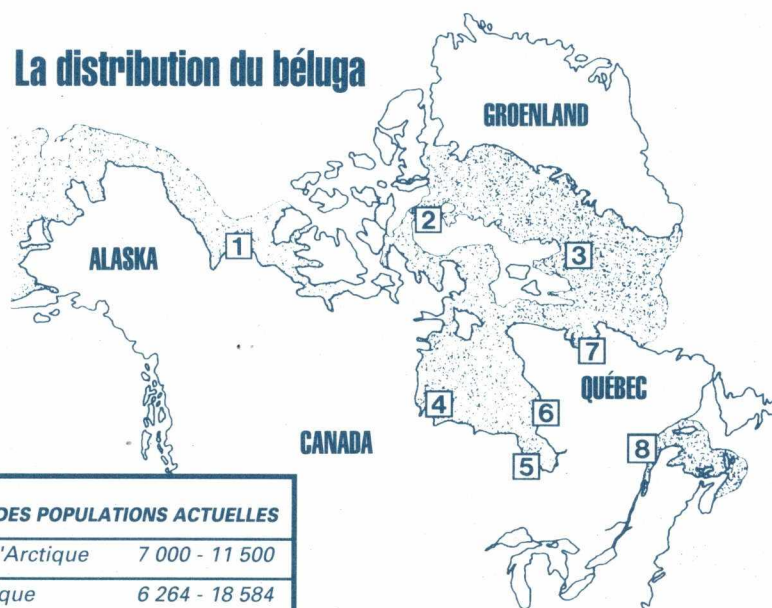 La distribution du béluga
GROENLAND
ALASKA
CANADA
QUÉBEC
1
2
3
4
5
6
7
8
DES POPULATIONS ACTUELLES
l'Arctique 7 000 - 11 500
que 6 264 - 18 584